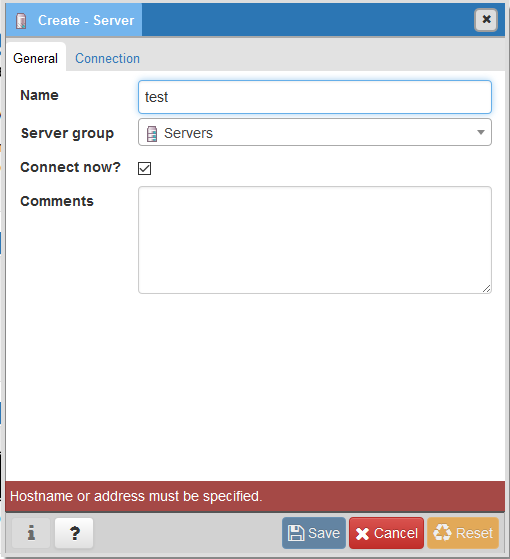 Create - Server
General Connection
Name test
Server group Servers
Connect now?
Comments
Hostname or address must be specified.
i ? Save Cancel Reset